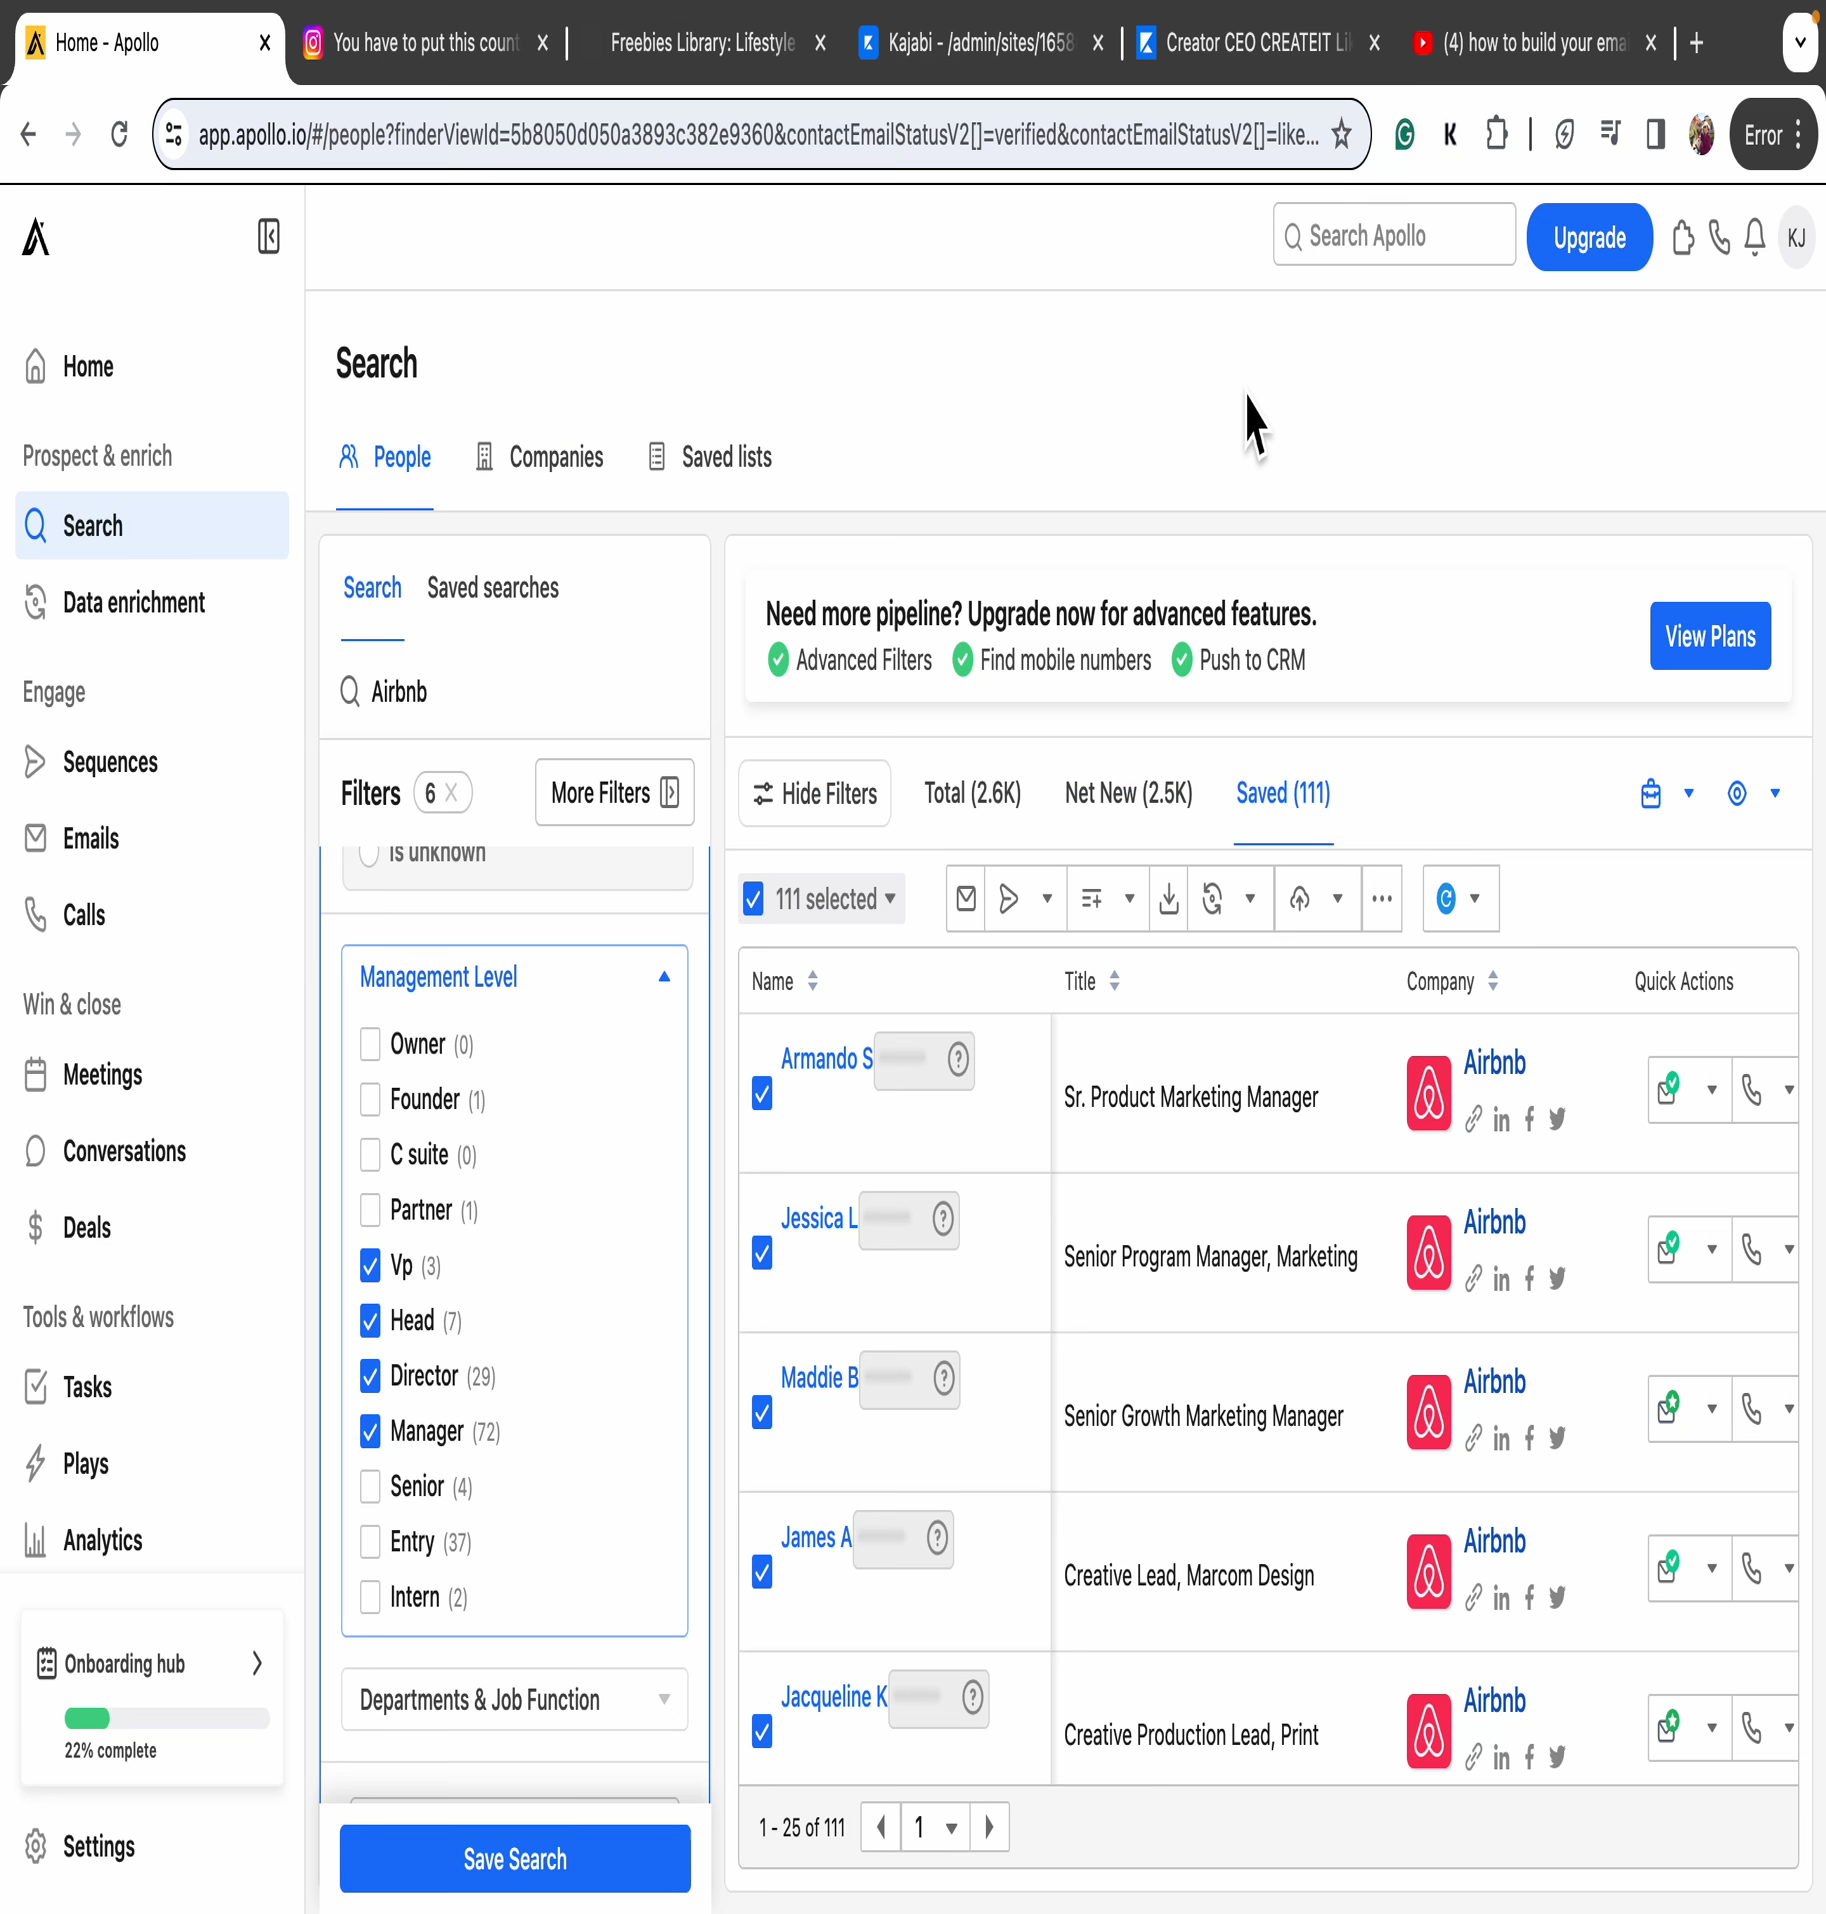 Home - Apollo
You have to put this count
Freebies Library: Lifestyle
Kajabi - /admin/sites/1658
Creator CEO CREATEIT Li
(4) how to build your ema
app.apollo.io/#/people?finderViewId=5b8050d050a3893c382e9360&contactEmailStatusV2[]=verified&contactEmailStatusV2[]=like...
Error
Search Apollo
Upgrade
KJ
Home
Prospect & enrich
Search
Data enrichment
Engage
Sequences
Emails
Calls
Win & close
Meetings
Conversations
Deals
Tools & workflows
Tasks
Plays
Analytics
Onboarding hub
22% complete
Settings
Search
People
Companies
Saved lists
Search
Saved searches
Airbnb
Filters
6
More Filters
is unknown
Management Level
Owner (0)
Founder (1)
C suite (0)
Partner (1)
Vp (3)
Head (7)
Director (29)
Manager (72)
Senior (4)
Entry (37)
Intern (2)
Departments & Job Function
Save Search
Need more pipeline? Upgrade now for advanced features.
Advanced Filters
Find mobile numbers
Push to CRM
View Plans
Hide Filters
Total (2.6K)
Net New (2.5K)
Saved (111)
111 selected
Name
Title
Company
Quick Actions
Armando S
Sr. Product Marketing Manager
Airbnb
Jessica L
Senior Program Manager, Marketing
Airbnb
Maddie B
Senior Growth Marketing Manager
Airbnb
James A
Creative Lead, Marcom Design
Airbnb
Jacqueline K
Creative Production Lead, Print
Airbnb
1 - 25 of 111
1